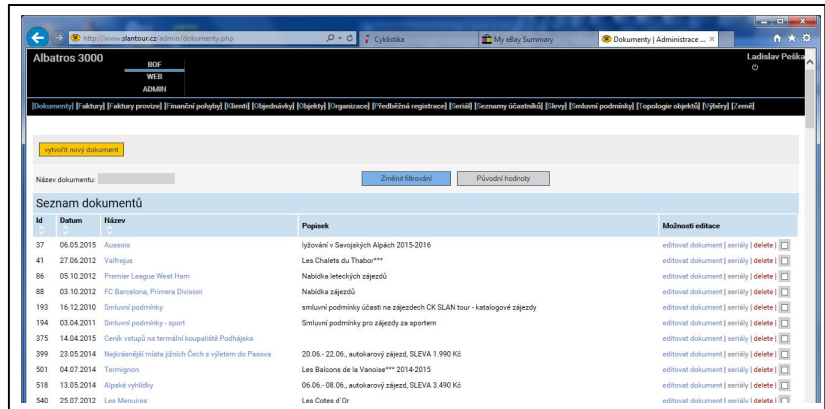 http://www.slantour.cz/admin/dokumenty.php
Cyklistika
My eBay Summary
Dokumenty | Administrace ...
Albatros 3000
BOF
WEB
ADMIN
Ladislav Peška
[Dokumenty] [Faktury] [Faktury provize] [Finanční pohyby] [Klienti] [Objednávky] [Objekty] [Organizace] [Předběžná registrace] [Seriál] [Seznamy účastníků] [Slevy] [Smluvní podmínky] [Topologie objektů] [Výběry] [Země]
vytvořit nový dokument
Název dokumentu:
Změnit filtrování
Původní hodnoty
Seznam dokumentů
Id Datum Název Popisek Možnosti editace
37 06.05.2015 Aussois lyžování v Savojských Alpách 2015-2016 editovat dokument | seriály | delete |
41 27.06.2012 Valfrejus Les Chalets du Thabor*** editovat dokument | seriály | delete |
86 05.10.2012 Premier League West Ham Nabídka leteckých zájezdů editovat dokument | seriály | delete |
88 03.10.2012 FC Barcelona, Primera Division Nabídka zájezdů editovat dokument | seriály | delete |
193 16.12.2010 Smluvní podmínky smluvní podmínky účasti na zájezdech CK SLAN tour - katalogové zájezdy editovat dokument | seriály | delete |
194 03.04.2011 Smluvní podmínky - sport Smluvní podmínky pro zájezdy za sportem editovat dokument | seriály | delete |
375 14.04.2015 Ceník vstupů na termální koupaliště Podhájska editovat dokument | seriály | delete |
399 23.05.2014 Nejkrásnější místa jižních Čech s výletem do Pasova 20.06.- 22.06., autokarový zájezd, SLEVA 1.990 Kč editovat dokument | seriály | delete |
501 04.07.2014 Termignon Les Balcons de la Vanoise*** 2014-2015 editovat dokument | seriály | delete |
518 13.05.2014 Alpské vyhlídky 06.06.- 08.06., autokarový zájezd, SLEVA 3.490 Kč editovat dokument | seriály | delete |
540 25.07.2012 Les Menuires Les Cotes d´Or editovat dokument | seriály | delete |